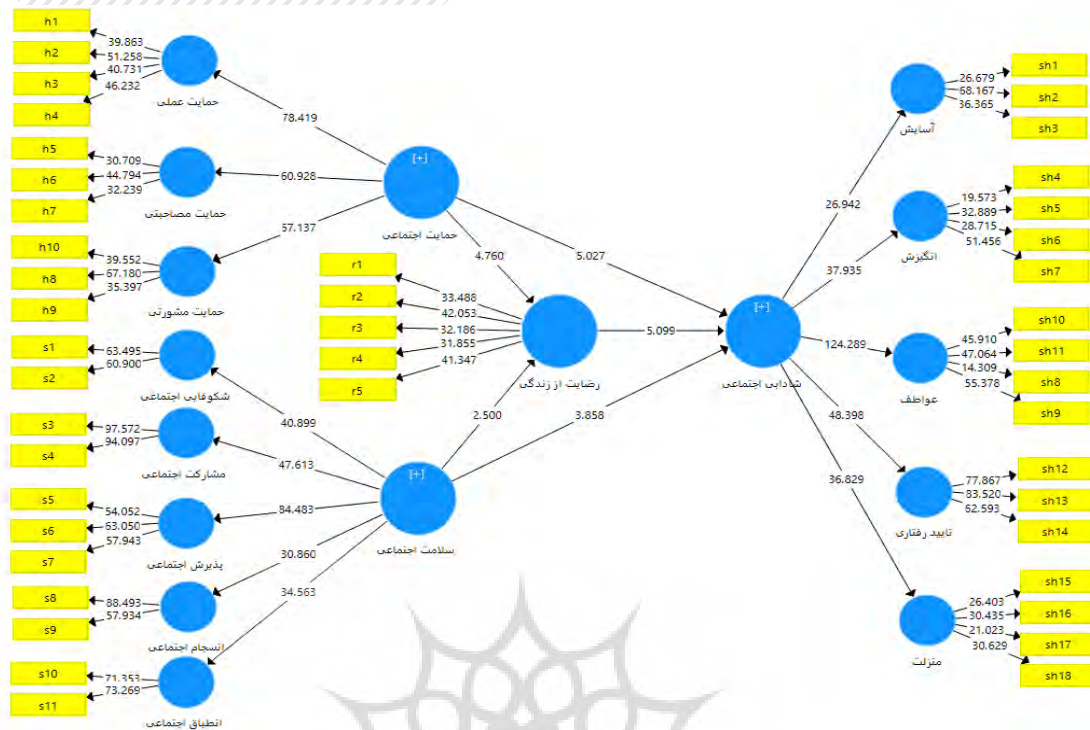 h1
h2
h3
h4
39.863
51.258
40.731
46.232
حمایت عملی
h5
h6
h7
30.709
44.794
32.239
حمایت مصاحبتی
h10
h8
h9
39.552
67.180
35.397
حمایت مشورتی
s1
s2
63.495
60.900
شکوفایی اجتماعی
s3
s4
97.572
94.097
مشارکت اجتماعی
s5
s6
s7
54.052
63.050
57.943
پذیرش اجتماعی
s8
s9
88.493
57.934
انسجام اجتماعی
s10
s11
71.353
73.269
انطباق اجتماعی
78.419
60.928
57.137
[+]
حمایت اجتماعی
4.760
5.027
r1
r2
r3
r4
r5
33.488
42.053
32.186
31.855
41.347
رضایت از زندگی
5.099
2.500
3.858
40.899
47.613
84.483
30.860
34.563
[+]
سلامت اجتماعی
[+]
شادابی اجتماعی
26.942
37.935
124.289
48.398
36.829
آسایش
26.679
68.167
36.365
sh1
sh2
sh3
انگیزش
19.573
32.889
28.715
51.456
sh4
sh5
sh6
sh7
عواطف
45.910
47.064
14.309
55.378
sh10
sh11
sh8
sh9
تایید رفتاری
77.867
83.520
62.593
sh12
sh13
sh14
منزلت
26.403
30.435
21.023
30.629
sh15
sh16
sh17
sh18